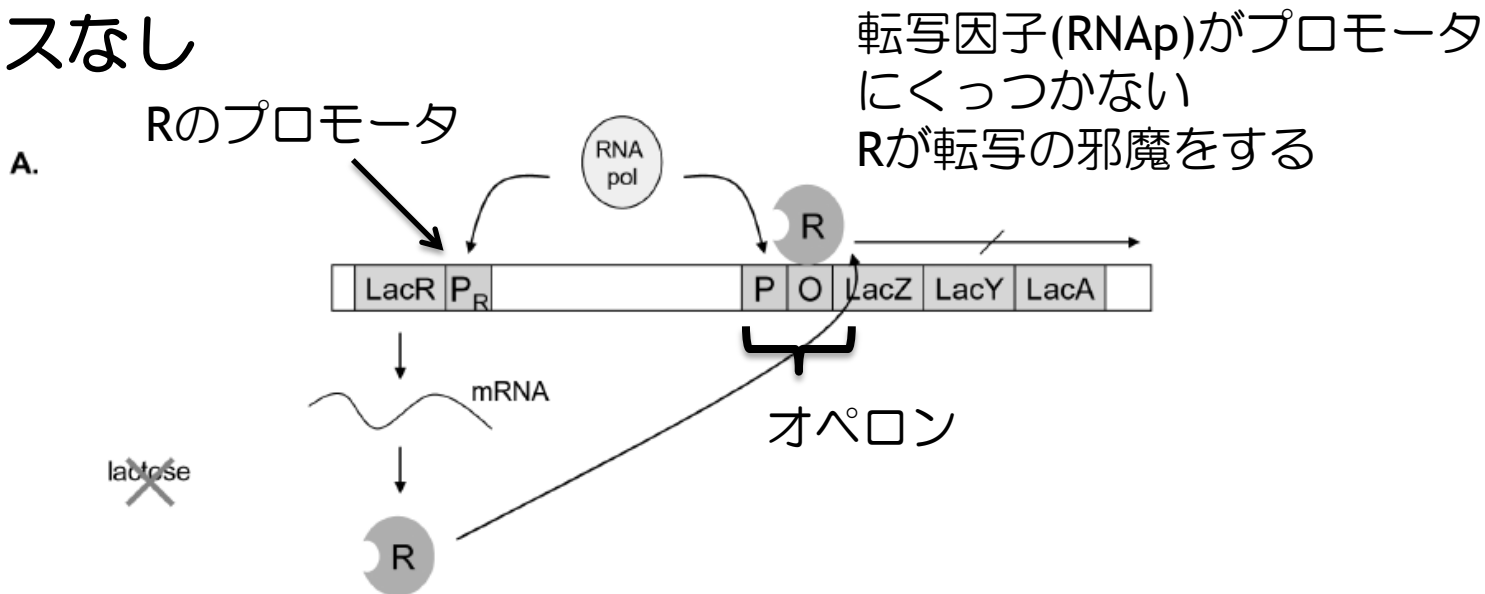 スなし
転写因子(RNAp)がプロモータ
にくっつかない
Rが転写の邪魔をする
Rのプロモータ
A.
RNA
pol
R
LacR PR P O LacZ LacY LacA
mRNA
オペロン
lactose
R